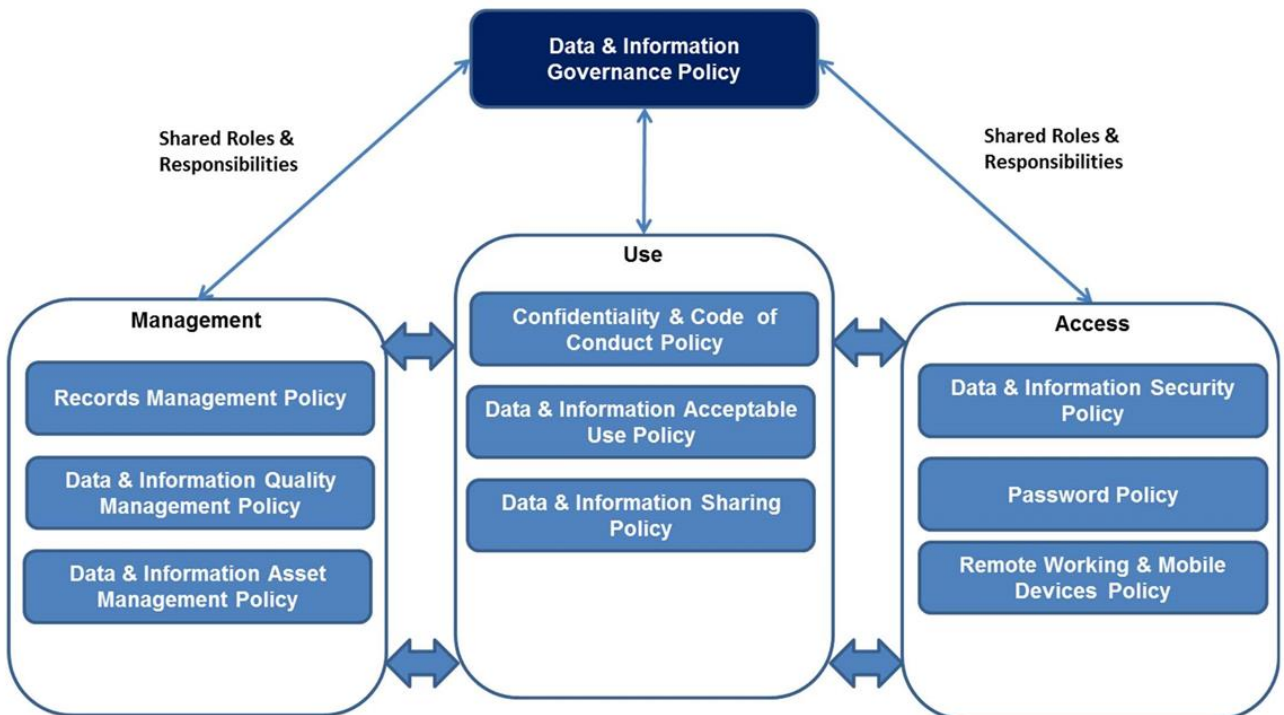 Data & Information
Governance Policy
Shared Roles &
Responsibilities
Shared Roles &
Responsibilities
Management
Records Management Policy
Data & Information Quality
Management Policy
Data & Information Asset
Management Policy
Use
Confidentiality & Code of
Conduct Policy
Data & Information Acceptable
Use Policy
Data & Information Sharing
Policy
Access
Data & Information Security
Policy
Password Policy
Remote Working & Mobile
Devices Policy